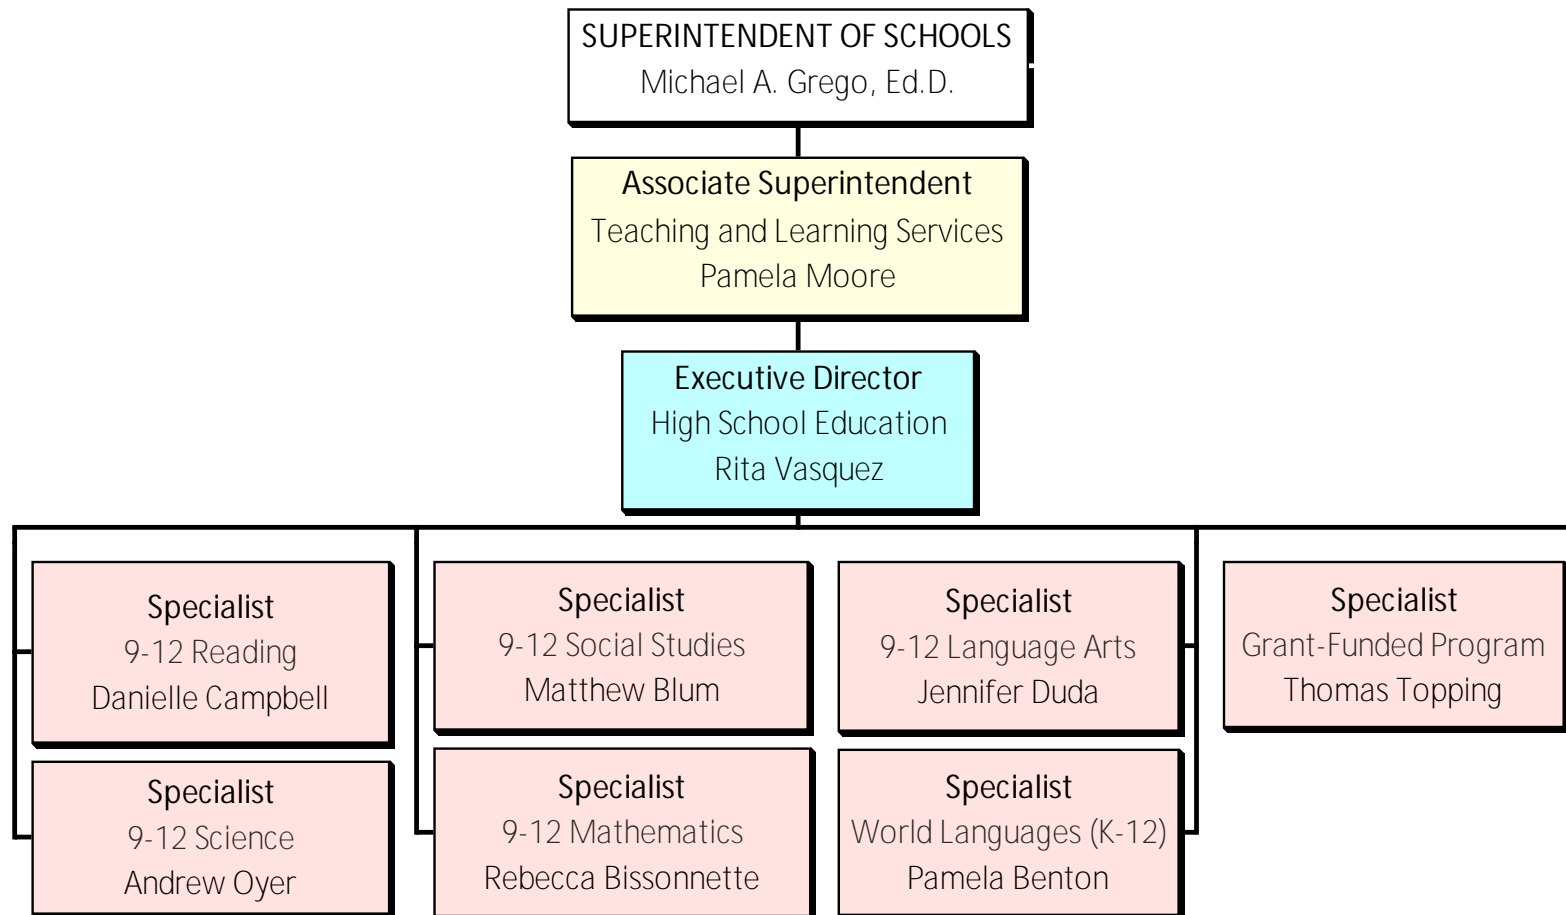 SUPERINTENDENT OF SCHOOLS
Michael A. Grego, Ed.D.
Associate Superintendent
Teaching and Learning Services
Pamela Moore
Executive Director
High School Education
Rita Vasquez
Specialist
9-12 Reading
Danielle Campbell
Specialist
9-12 Social Studies
Matthew Blum
Specialist
9-12 Language Arts
Jennifer Duda
Specialist
Grant-Funded Program
Thomas Topping
Specialist
9-12 Science
Andrew Oyer
Specialist
9-12 Mathematics
Rebecca Bissonnette
Specialist
World Languages (K-12)
Pamela Benton